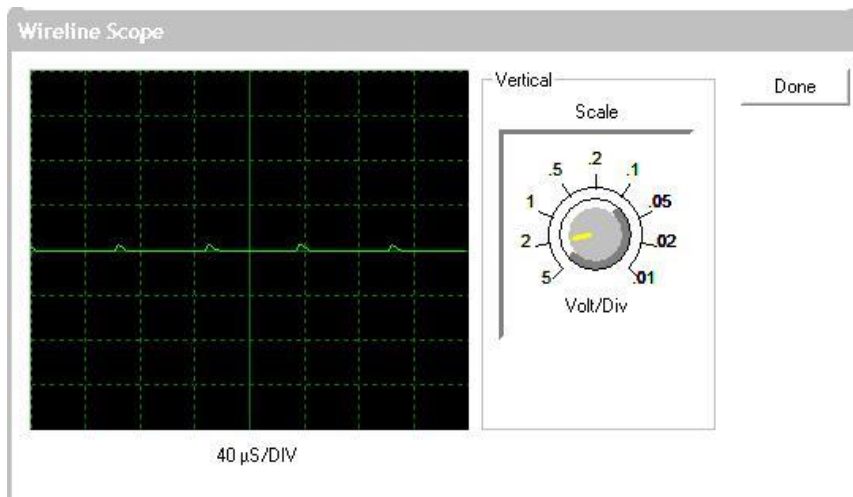 Wireline Scope
Vertical
Done
Scale
.2
.5
.1
1
.05
2
.02
5
.01
Volt/Div
40 µS/DIV